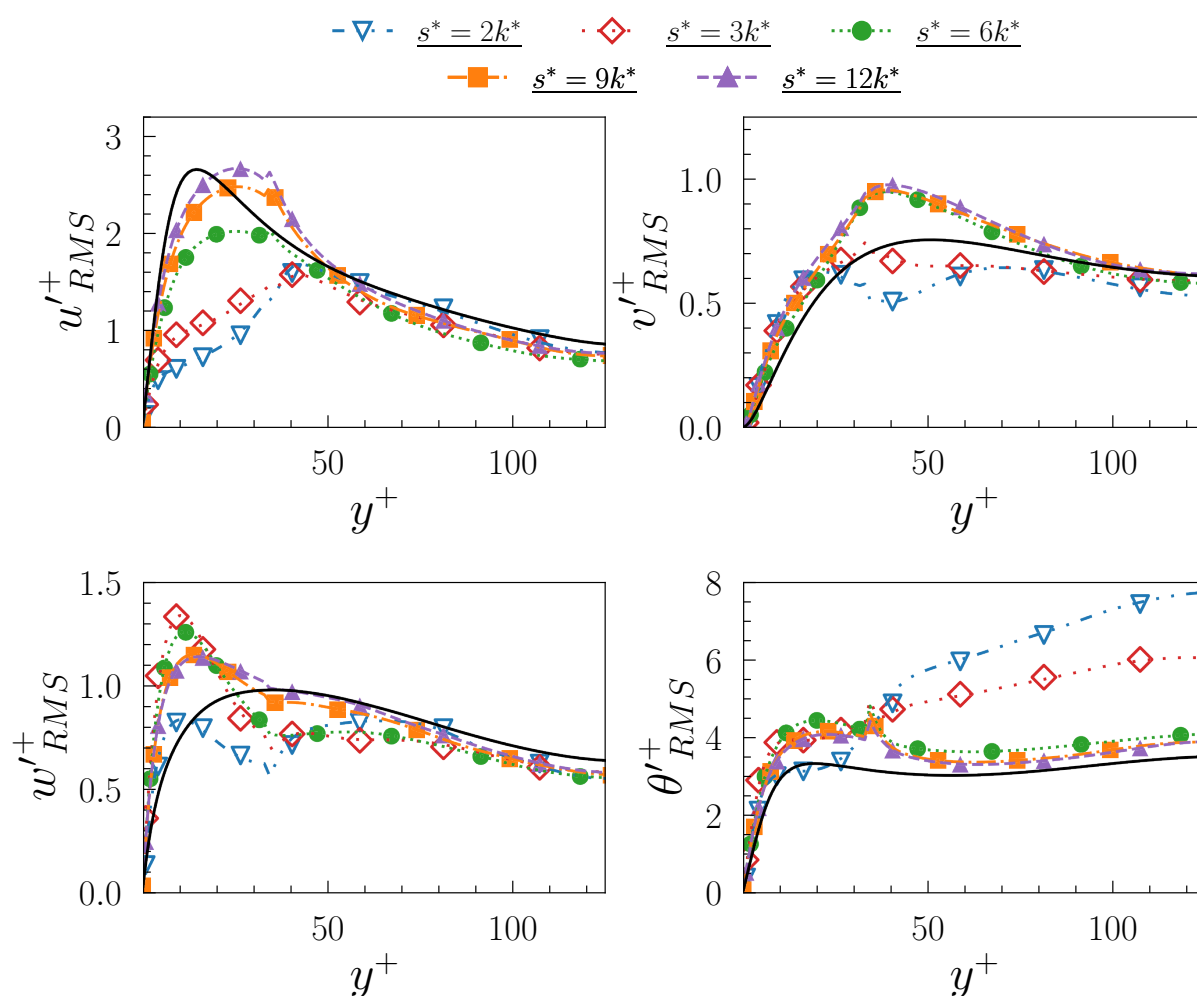 s* = 2k* s* = 3k* s* = 6k*
s* = 9k* s* = 12k*
3
2
1
0
u'⁺RMS
50 100
y⁺
1.0
0.5
0.0
v'⁺RMS
50 100
y⁺
1.5
1.0
0.5
0.0
w'⁺RMS
50 100
y⁺
8
6
4
2
0
θ'⁺RMS
50 100
y⁺